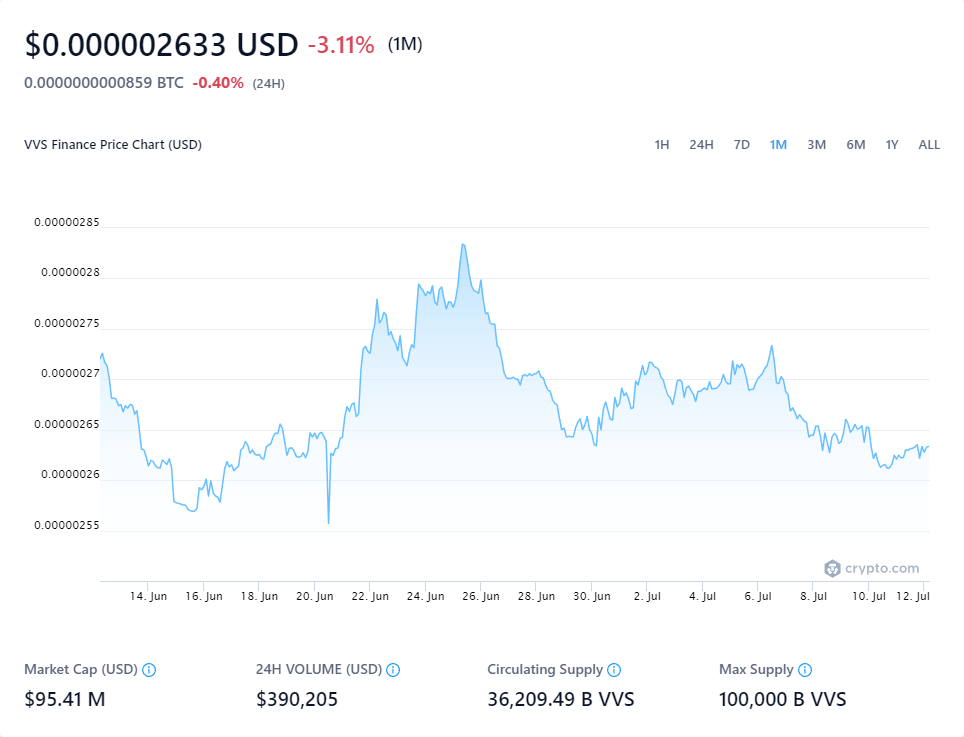 $0.000002633 USD -3.11% (1M)
0.0000000000859 BTC -0.40% (24H)
VVS Finance Price Chart (USD) 1H 24H 7D 1M 3M 6M 1Y ALL
0.00000285
0.0000028
0.00000275
0.0000027
0.00000265
0.0000026
0.00000255
crypto.com
14. Jun 16. Jun 18. Jun 20. Jun 22. Jun 24. Jun 26. Jun 28. Jun 30. Jun 2. Jul 4. Jul 6. Jul 8. Jul 10. Jul 12. Jul
Market Cap (USD) 24H VOLUME (USD) Circulating Supply Max Supply
$95.41 M $390,205 36,209.49 B VVS 100,000 B VVS